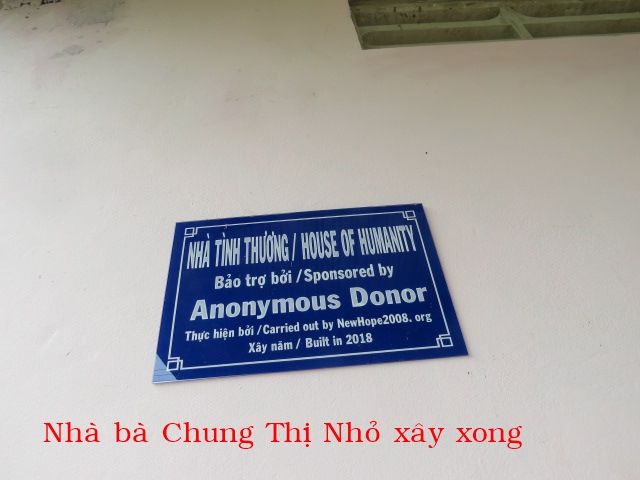 NHÀ TÌNH THƯƠNG / HOUSE OF HUMANITY
Bảo trợ bởi / Sponsored by
Anonymous Donor
Thực hiện bởi / Carried out by NewHope2008. org
Xây năm / Built in 2018
Nhà bà Chung Thị Nhỏ xây xong